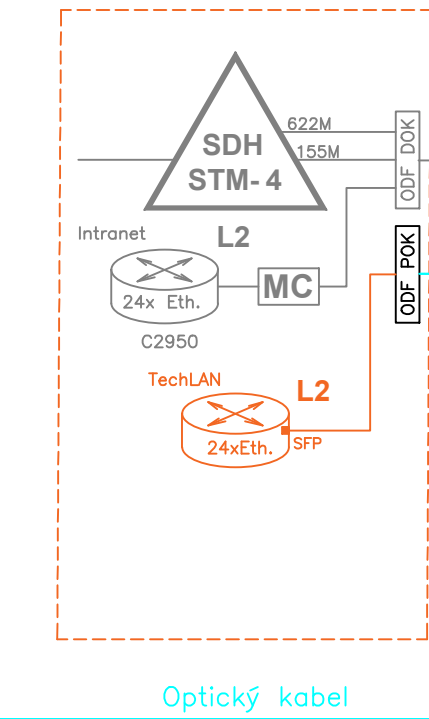 622M
SDH
155M
STM-4
ODF DOK
Intranet
L2
ODF POK
24x Eth.
MC
C2950
TechLAN
L2
24xEth.
SFP
Optický kabel